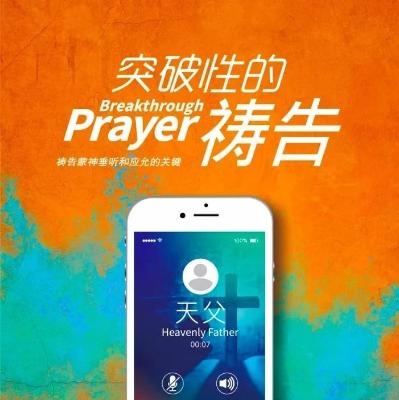 突破性的
Breakthrough
Prayer 祷告
祷告蒙神垂听和应允的关键
100%
天父
Heavenly Father
00:07